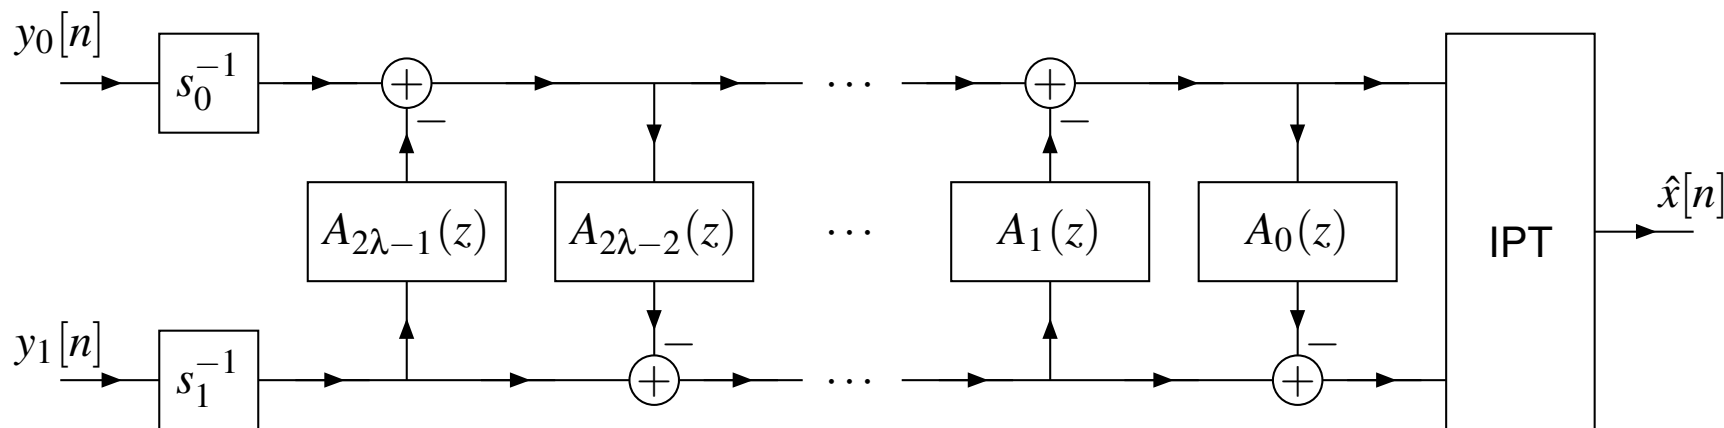 y₀[n]
s₀⁻¹
+
···
+
−
−
A₂λ₋₁(z)
A₂λ₋₂(z)
···
A₁(z)
A₀(z)
IPT
x̂[n]
y₁[n]
s₁⁻¹
−
+
···
−
+